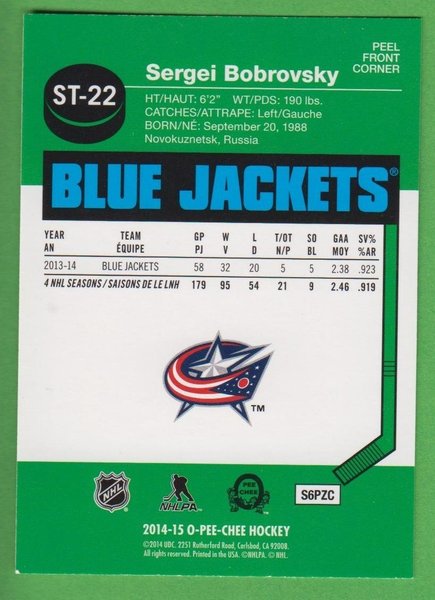 PEEL
FRONT
CORNER
ST-22
Sergei Bobrovsky
HT/HAUT: 6'2" WT/PDS: 190 lbs.
CATCHES/ATTRAPE: Left/Gauche
BORN/NÉ: September 20, 1988
Novokuznetsk, Russia
BLUE JACKETS®
YEAR TEAM GP W L T/OT SO GAA SV%
AN ÉQUIPE PJ V D N/P BL MOY %AR
2013-14 BLUE JACKETS 58 32 20 5 5 2.38 .923
4 NHL SEASONS/SAISONS DE LE LNH 179 95 54 21 9 2.46 .919
TM
NHL
NHLPA
PEE
CHEE
S6PZC
2014-15 O-PEE-CHEE HOCKEY
©2014 UDC. 2251 Rutherford Road, Carlsbad, CA 92008.
All rights reserved. Printed in the USA. ©NHLPA. © NHL.